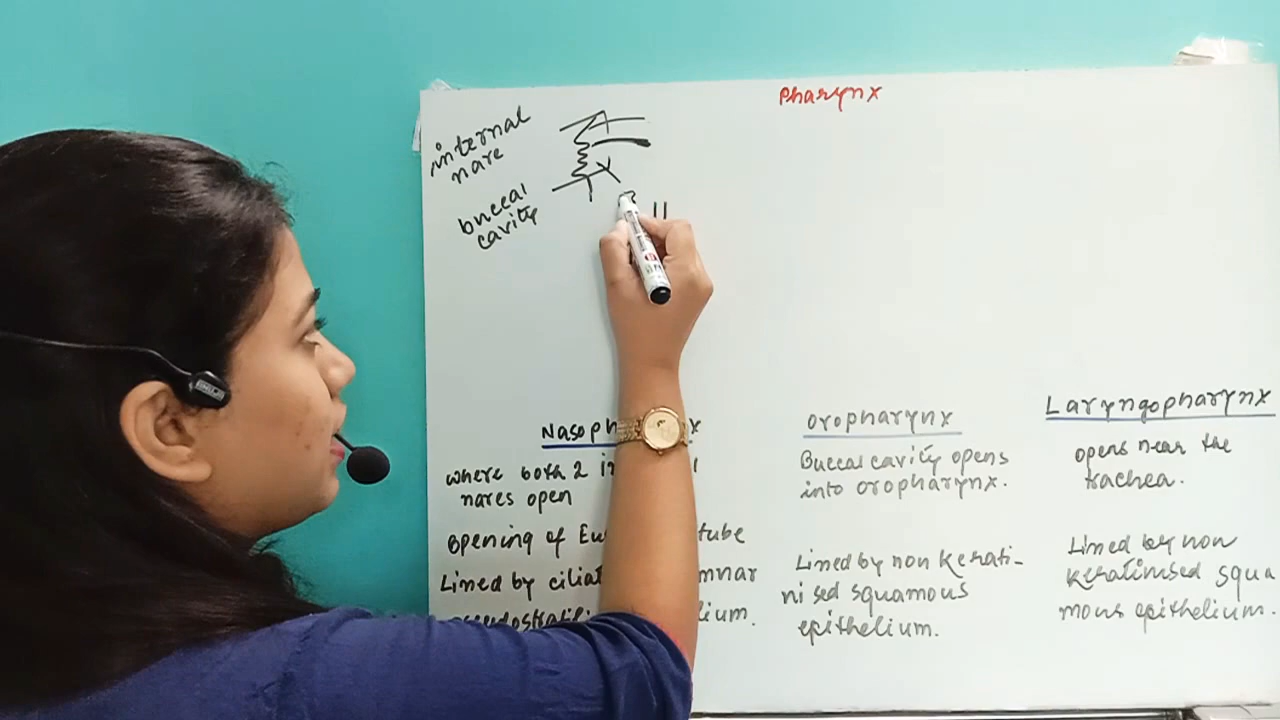 Pharynx
internal
nare
buccal
cavity
Nasoph x
where both 2 in l
nares open
opening of Eu tube
Lined by ciliat mnar
pseudostratifi lium.
Oropharynx
Buccal cavity opens
into oropharynx.
Lined by non kerati-
nised squamous
epithelium.
Laryngopharynx
opens near the
trachea.
Lined by non
keratinised squa
mous epithelium.